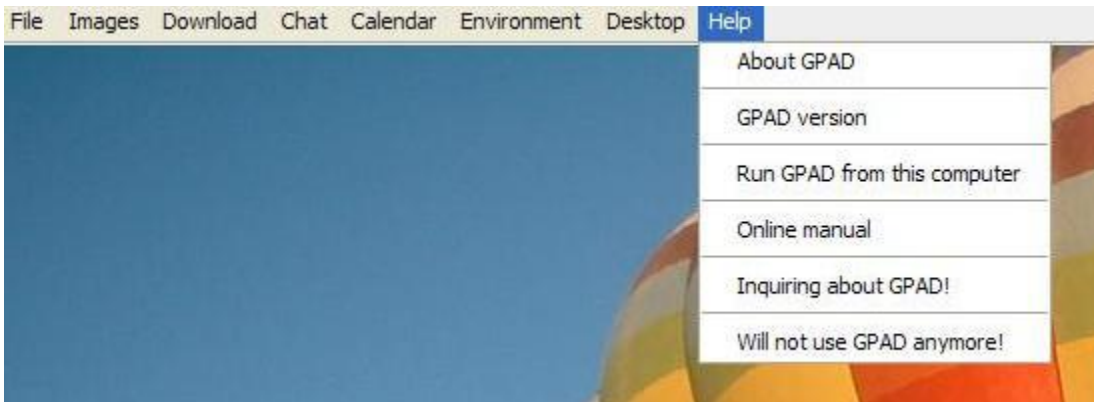 File Images Download Chat Calendar Environment Desktop Help
About GPAD
GPAD version
Run GPAD from this computer
Online manual
Inquiring about GPAD!
Will not use GPAD anymore!